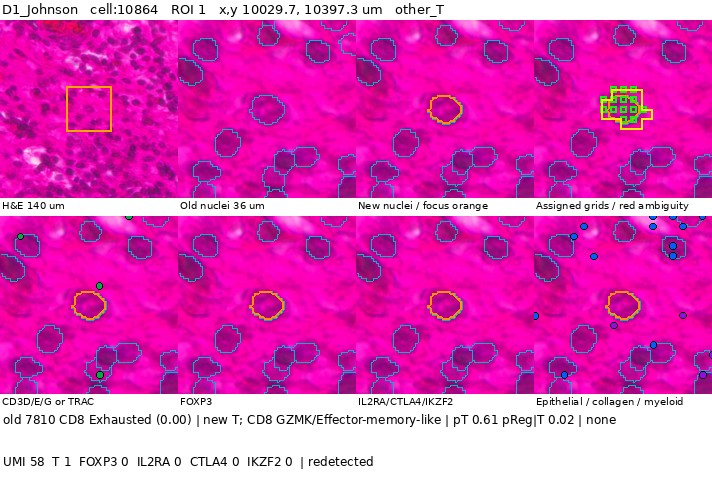 D1_Johnson   cell:10864   ROI 1   x,y 10029.7, 10397.3 um   other_T
H&E 140 um
Old nuclei 36 um
New nuclei / focus orange
Assigned grids / red ambiguity
CD3D/E/G or TRAC
FOXP3
IL2RA/CTLA4/IKZF2
Epithelial / collagen / myeloid
old 7810 CD8 Exhausted (0.00) | new T; CD8 GZMK/Effector-memory-like | pT 0.61 pReg|T 0.02 | none
UMI 58  T 1  FOXP3 0  IL2RA 0  CTLA4 0  IKZF2 0  | redetected